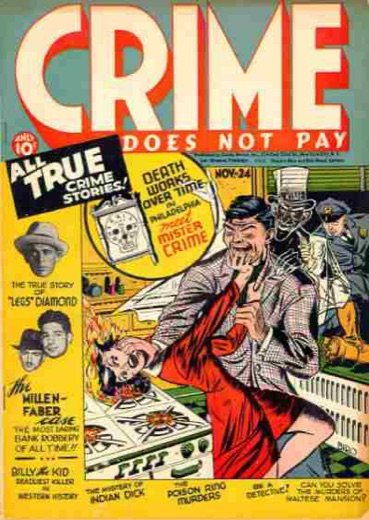 CRIME
DOES NOT PAY
ONLY
10¢
ALL
TRUE
CRIME
STORIES!
DEATH
WORKS
OVER TIME
IN
PHILADELPHIA
meet
MISTER
CRIME
NOV-24
THE TRUE STORY
OF
"LEGS" DIAMOND
The
MILLEN-
FABER
case
THE MOST DARING
BANK ROBBERY
OF ALL TIME!!
BILLY THE KID
DEADLIEST KILLER
IN
WESTERN HISTORY
THE MYSTERY OF
INDIAN DICK
THE
POISON RING
MURDERS
BE A
DETECTIVE!
CAN YOU SOLVE
THE MURDERS OF
MALTESE MANSION?
BIRO